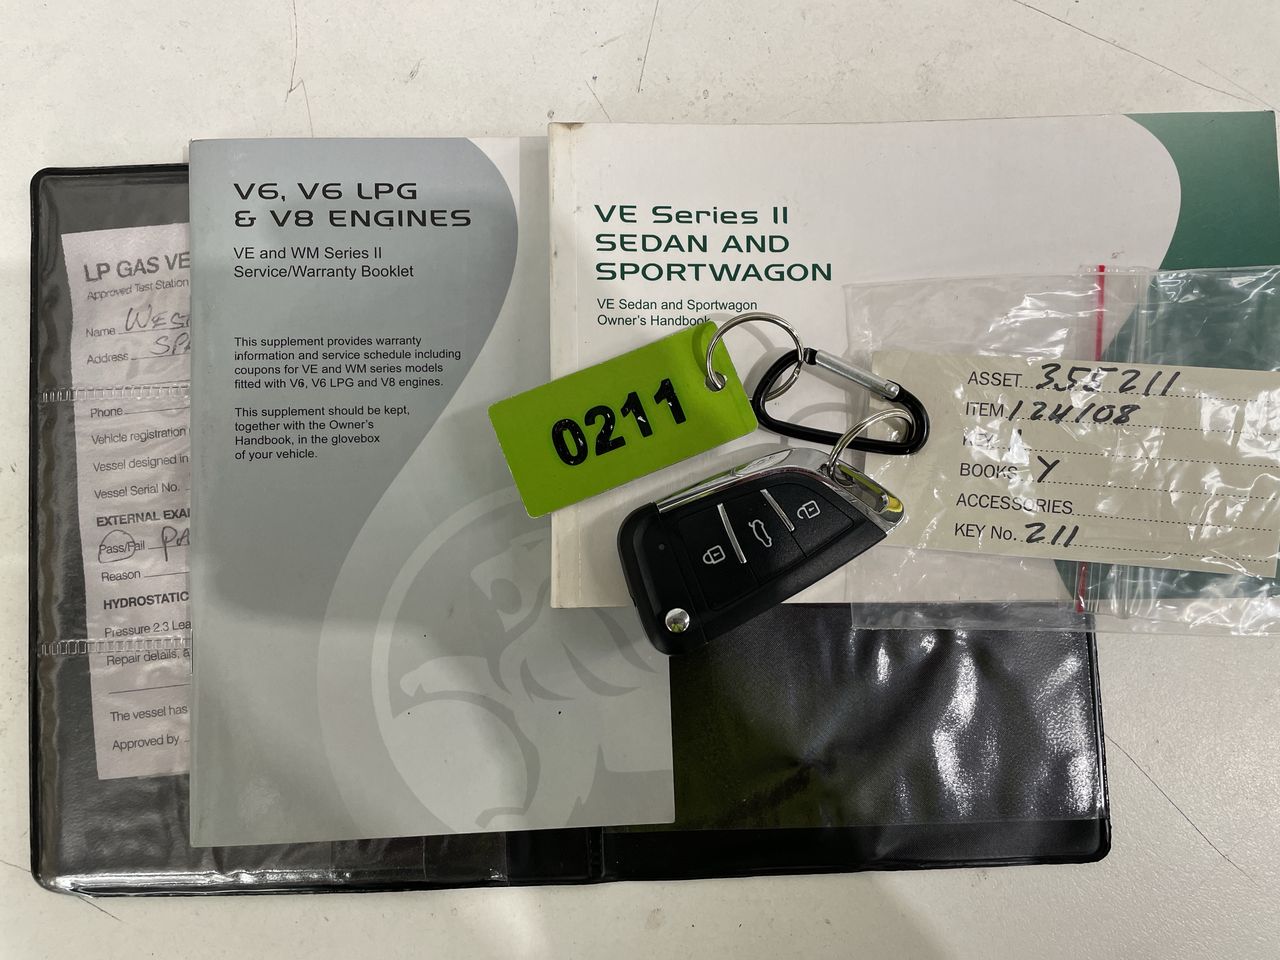 LP GAS VE
Approved Test Station
Name
Address
Phone
Vehicle registration
Vessel designed in
Vessel Serial No.
EXTERNAL EXA
Pass/Fail PA
Reason
HYDROSTATIC
Pressure 2.3 Lea
Repair details, a
The vessel has
Approved by
V6, V6 LPG
& V8 ENGINES
VE and WM Series II
Service/Warranty Booklet
This supplement provides warranty
information and service schedule including
coupons for VE and WM series models
fitted with V6, V6 LPG and V8 engines.
This supplement should be kept,
together with the Owner's
Handbook, in the glovebox
of your vehicle.
VE Series II
SEDAN AND
SPORTWAGON
VE Sedan and Sportwagon
Owner's Handbook
0211
ASSET 355211
ITEM 124108
KEY 1
BOOKS Y
ACCESSORIES
KEY No. 211